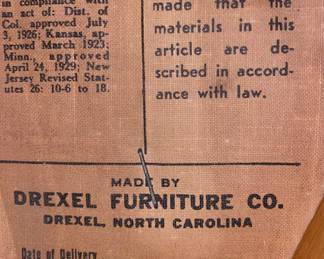 in compliance with
an act of: Dist. of
Col. approved July
3, 1926; Kansas, ap-
proved March 1923;
Minn., approved
April 24, 1929; New
Jersey Revised Stat-
utes 26: 10-6 to 18.
made that the
materials in this
article are de-
scribed in accord-
ance with law.
MADE BY
DREXEL FURNITURE CO.
DREXEL, NORTH CAROLINA
Date of Delivery